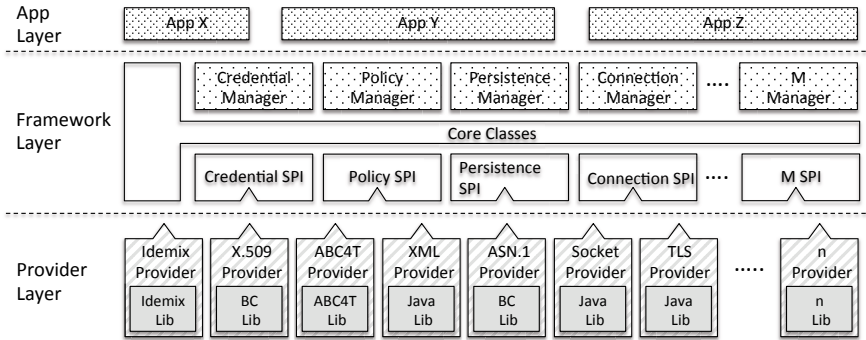 App
Layer
App X
App Y
App Z
Framework
Layer
Credential
Manager
Policy
Manager
Persistence
Manager
Connection
Manager
....
M
Manager
Core Classes
Credential SPI
Policy SPI
Persistence
SPI
Connection SPI
....
M SPI
Provider
Layer
Idemix
Provider
Idemix
Lib
X.509
Provider
BC
Lib
ABC4T
Provider
ABC4T
Lib
XML
Provider
Java
Lib
ASN.1
Provider
BC
Lib
Socket
Provider
Java
Lib
TLS
Provider
Java
Lib
.....
n
Provider
n
Lib